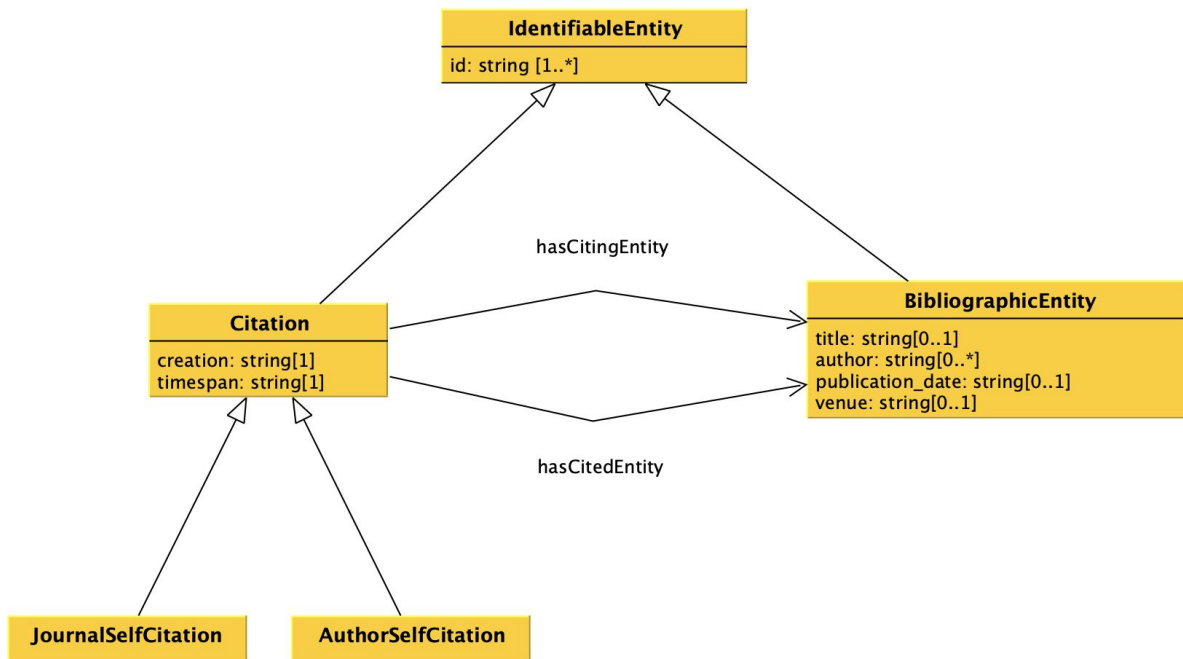 IdentifiableEntity
id: string [1..*]
hasCitingEntity
Citation
creation: string[1]
timespan: string[1]
BibliographicEntity
title: string[0..1]
author: string[0..*]
publication_date: string[0..1]
venue: string[0..1]
hasCitedEntity
JournalSelfCitation
AuthorSelfCitation